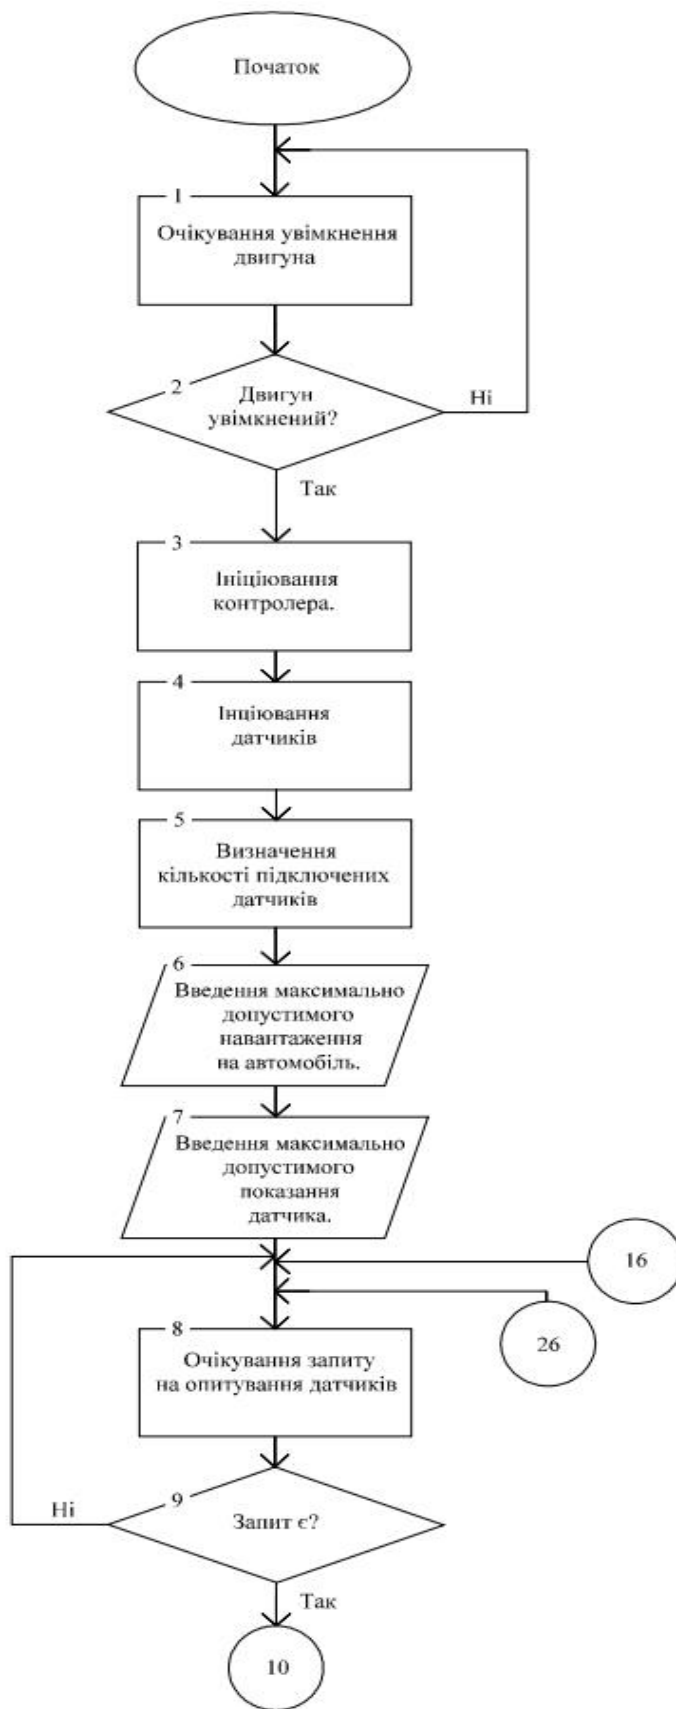 Початок
1
Очікування увімкнення
двигуна
2
Двигун
увімкнений?
Ні
Так
3
Ініціювання
контролера.
4
Інціювання
датчиків
5
Визначення
кількості підключених
датчиків
6
Введення максимально
допустимого
навантаження
на автомобіль.
7
Введення максимально
допустимого
показання
датчика.
16
26
8
Очікування запиту
на опитування датчиків
9
Запит є?
Ні
Так
10